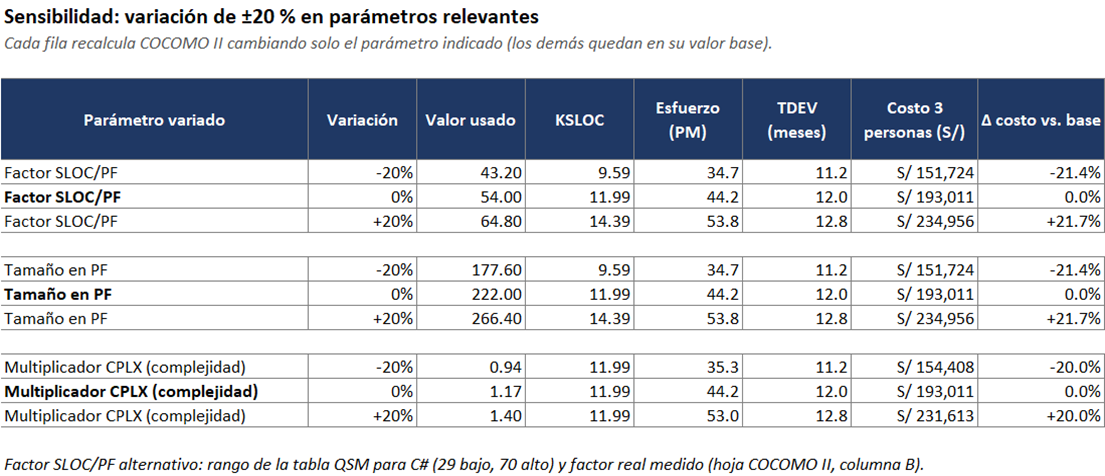 Sensibilidad: variación de ±20 % en parámetros relevantes
Cada fila recalcula COCOMO II cambiando solo el parámetro indicado (los demás quedan en su valor base).
Parámetro variado Variación Valor usado KSLOC Esfuerzo (PM) TDEV (meses) Costo 3 personas (S/) Δ costo vs. base
Factor SLOC/PF -20% 43.20 9.59 34.7 11.2 S/ 151,724 -21.4%
Factor SLOC/PF 0% 54.00 11.99 44.2 12.0 S/ 193,011 0.0%
Factor SLOC/PF +20% 64.80 14.39 53.8 12.8 S/ 234,956 +21.7%
Tamaño en PF -20% 177.60 9.59 34.7 11.2 S/ 151,724 -21.4%
Tamaño en PF 0% 222.00 11.99 44.2 12.0 S/ 193,011 0.0%
Tamaño en PF +20% 266.40 14.39 53.8 12.8 S/ 234,956 +21.7%
Multiplicador CPLX (complejidad) -20% 0.94 11.99 35.3 11.2 S/ 154,408 -20.0%
Multiplicador CPLX (complejidad) 0% 1.17 11.99 44.2 12.0 S/ 193,011 0.0%
Multiplicador CPLX (complejidad) +20% 1.40 11.99 53.0 12.8 S/ 231,613 +20.0%
Factor SLOC/PF alternativo: rango de la tabla QSM para C# (29 bajo, 70 alto) y factor real medido (hoja COCOMO II, columna B).